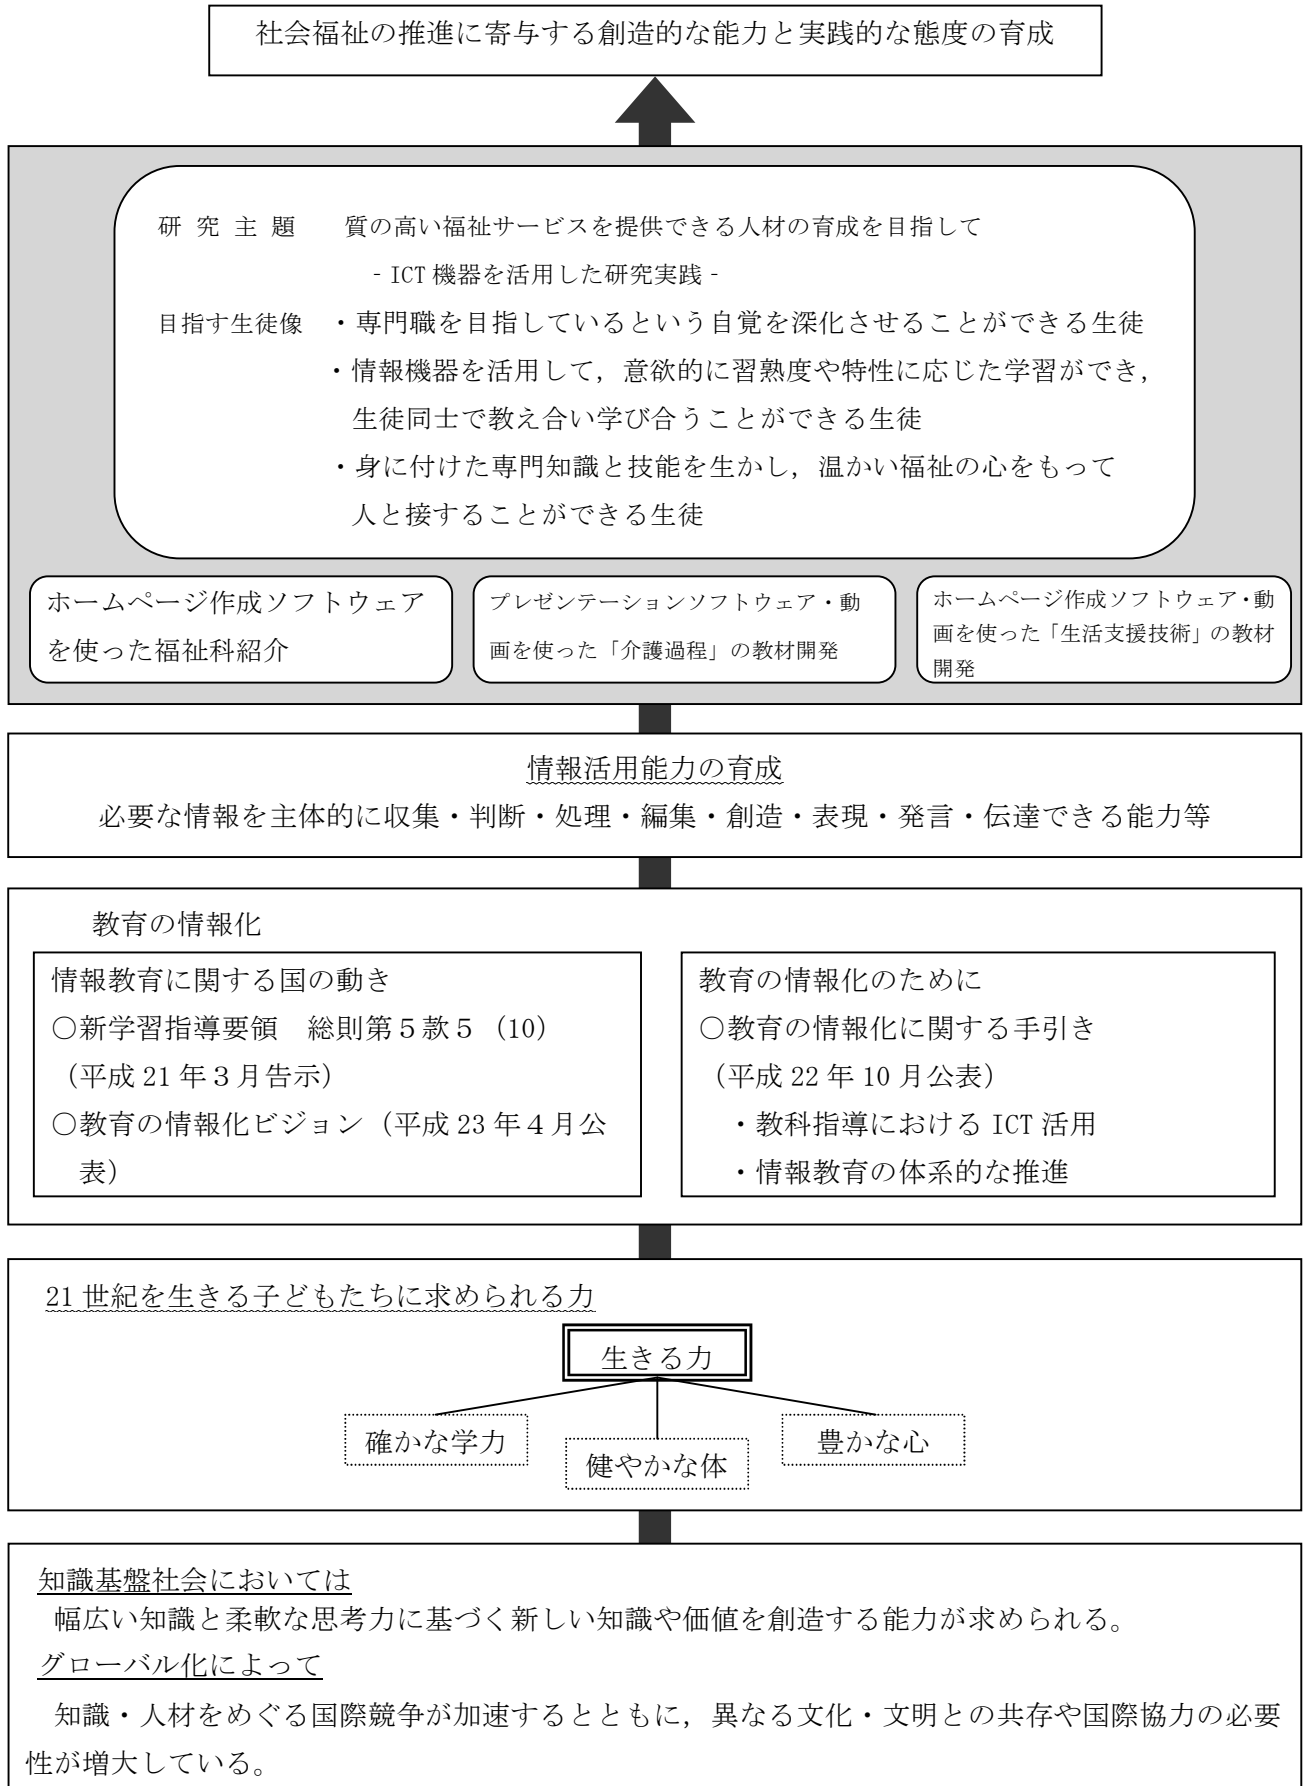 社会福祉の推進に寄与する創造的な能力と実践的な態度の育成
研 究 主 題　　質の高い福祉サービスを提供できる人材の育成を目指して
- ICT 機器を活用した研究実践 -
目指す生徒像　・専門職を目指しているという自覚を深化させることができる生徒
・情報機器を活用して，意欲的に習熟度や特性に応じた学習ができ，
生徒同士で教え合い学び合うことができる生徒
・身に付けた専門知識と技能を生かし，温かい福祉の心をもって
人と接することができる生徒
ホームページ作成ソフトウェア
を使った福祉科紹介
プレゼンテーションソフトウェア・動
画を使った「介護過程」の教材開発
ホームページ作成ソフトウェア・動
画を使った「生活支援技術」の教材
開発
情報活用能力の育成
必要な情報を主体的に収集・判断・処理・編集・創造・表現・発言・伝達できる能力等
教育の情報化
情報教育に関する国の動き
○新学習指導要領　総則第５款５（10）
（平成 21 年３月告示）
○教育の情報化ビジョン（平成 23 年４月公
表）
教育の情報化のために
○教育の情報化に関する手引き
（平成 22 年 10 月公表）
・教科指導における ICT 活用
・情報教育の体系的な推進
21 世紀を生きる子どもたちに求められる力
生きる力
確かな学力
健やかな体
豊かな心
知識基盤社会においては
幅広い知識と柔軟な思考力に基づく新しい知識や価値を創造する能力が求められる。
グローバル化によって
知識・人材をめぐる国際競争が加速するとともに，異なる文化・文明との共存や国際協力の必要
性が増大している。